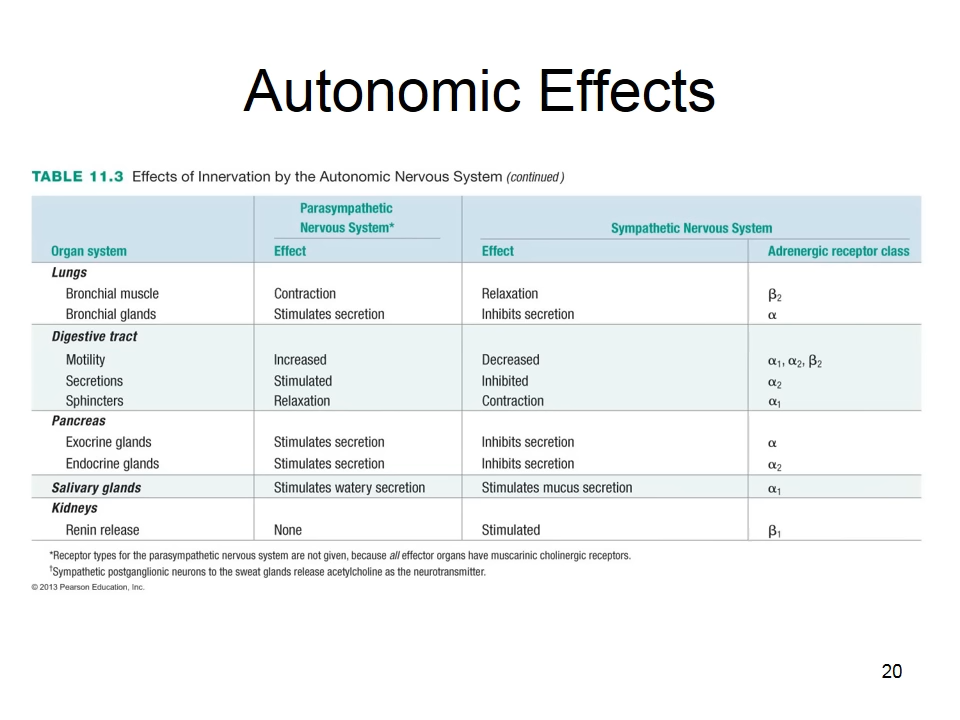 Autonomic Effects
TABLE 11.3 Effects of Innervation by the Autonomic Nervous System (continued)
Parasympathetic
Nervous System*
Sympathetic Nervous System
Organ system Effect Effect Adrenergic receptor class
Lungs
Bronchial muscle Contraction Relaxation β2
Bronchial glands Stimulates secretion Inhibits secretion α
Digestive tract
Motility Increased Decreased α1, α2, β2
Secretions Stimulated Inhibited α2
Sphincters Relaxation Contraction α1
Pancreas
Exocrine glands Stimulates secretion Inhibits secretion α
Endocrine glands Stimulates secretion Inhibits secretion α2
Salivary glands Stimulates watery secretion Stimulates mucus secretion α1
Kidneys
Renin release None Stimulated β1
*Receptor types for the parasympathetic nervous system are not given, because all effector organs have muscarinic cholinergic receptors.
†Sympathetic postganglionic neurons to the sweat glands release acetylcholine as the neurotransmitter.
© 2013 Pearson Education, Inc.
20